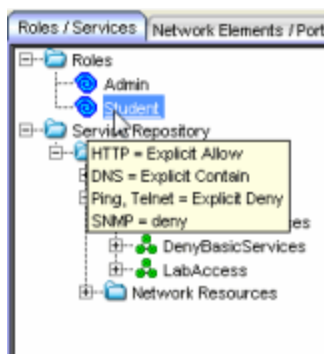 Roles / Services
Network Elements / Port
Roles
Admin
Student
Service Repository
HTTP = Explicit Allow
DNS = Explicit Contain
Ping, Telnet = Explicit Deny
SNMP = deny
es
DenyBasicServices
LabAccess
Network Resources